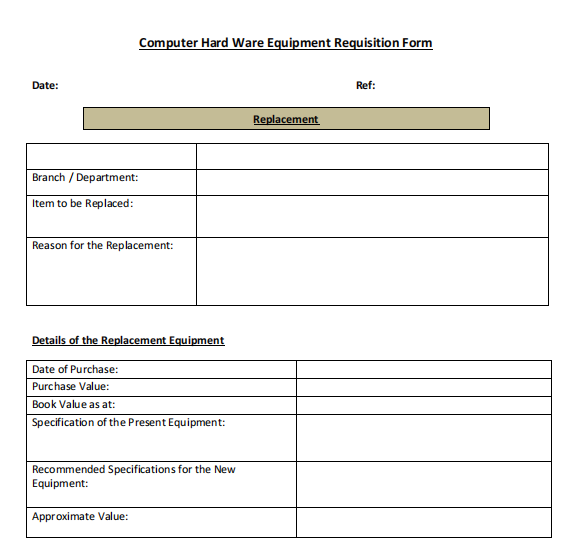 Computer Hard Ware Equipment Requisition Form
Date: Ref:
Replacement
Branch / Department:
Item to be Replaced:
Reason for the Replacement:
Details of the Replacement Equipment
Date of Purchase:
Purchase Value:
Book Value as at:
Specification of the Present Equipment:
Recommended Specifications for the New
Equipment:
Approximate Value: